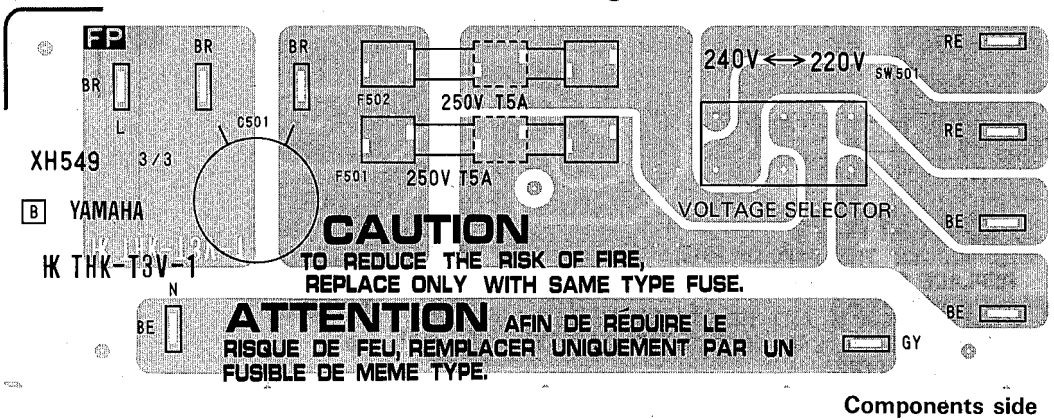 FP
BR
BR
BR
L
C501
F502
250V T5A
F501
250V T5A
240V ↔ 220V
SW501
RE
RE
VOLTAGE SELECTOR
BE
BE
XH549 3/3
B YAMAHA
THK-T3V-1
CAUTION
TO REDUCE THE RISK OF FIRE,
REPLACE ONLY WITH SAME TYPE FUSE.
N
BE
ATTENTION AFIN DE RÉDUIRE LE
RISQUE DE FEU, REMPLACER UNIQUEMENT PAR UN
FUSIBLE DE MEME TYPE.
GY
Components side